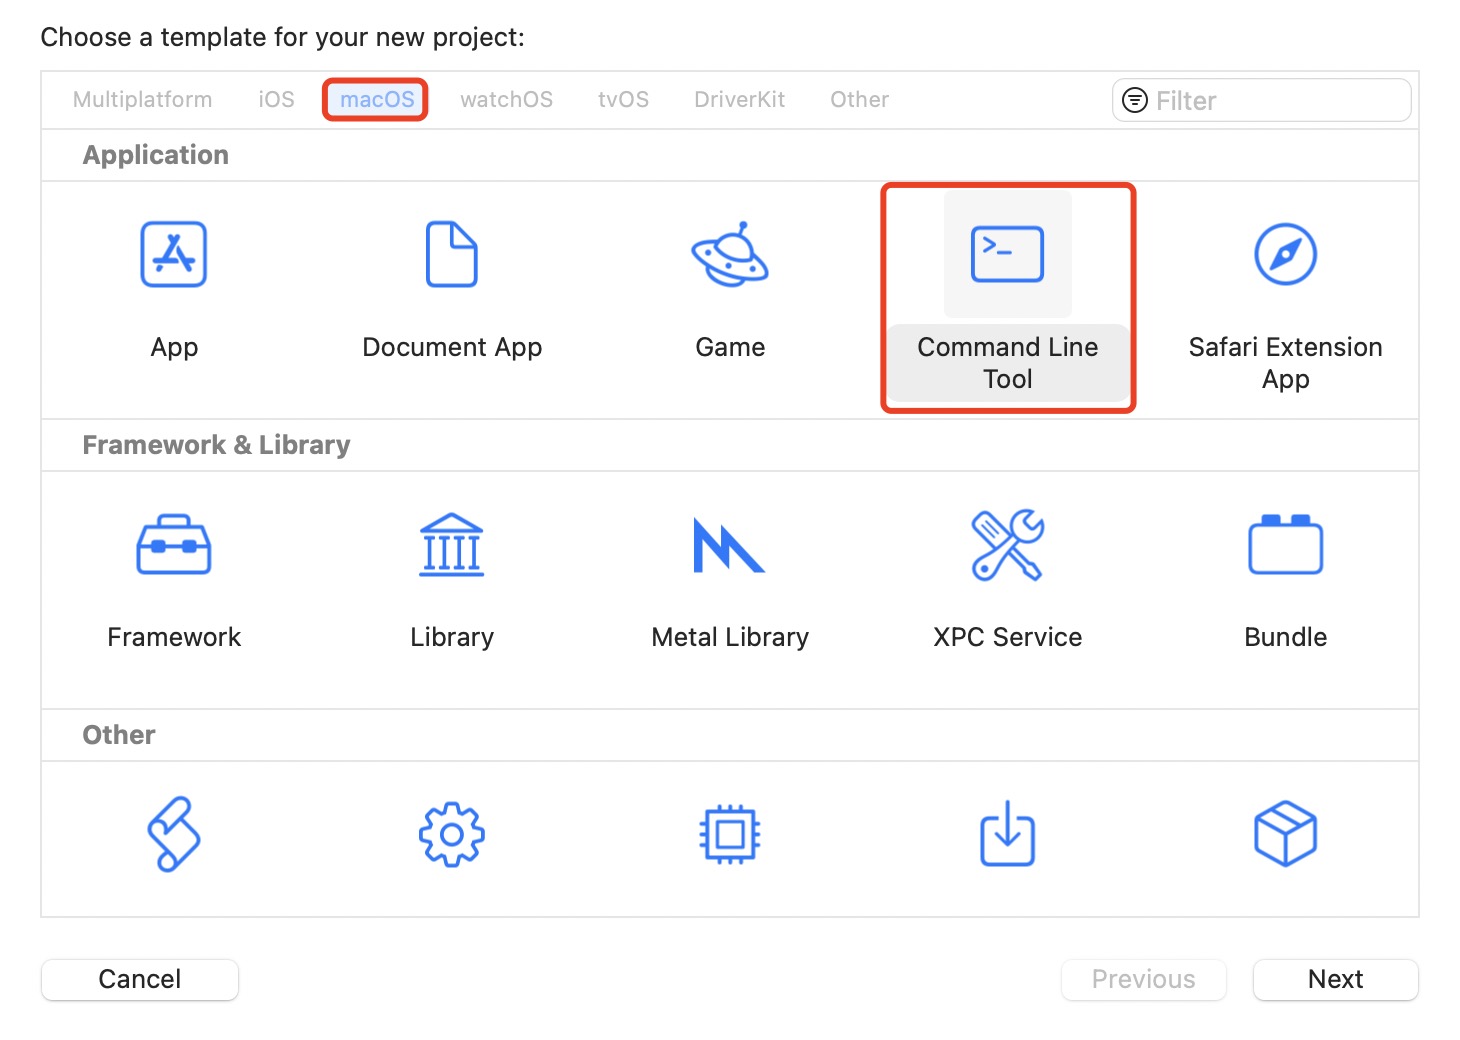 Choose a template for your new project:
Multiplatform iOS macOS watchOS tvOS DriverKit Other Filter
Application
App Document App Game Command Line Tool Safari Extension App
Framework & Library
Framework Library Metal Library XPC Service Bundle
Other
Cancel Previous Next